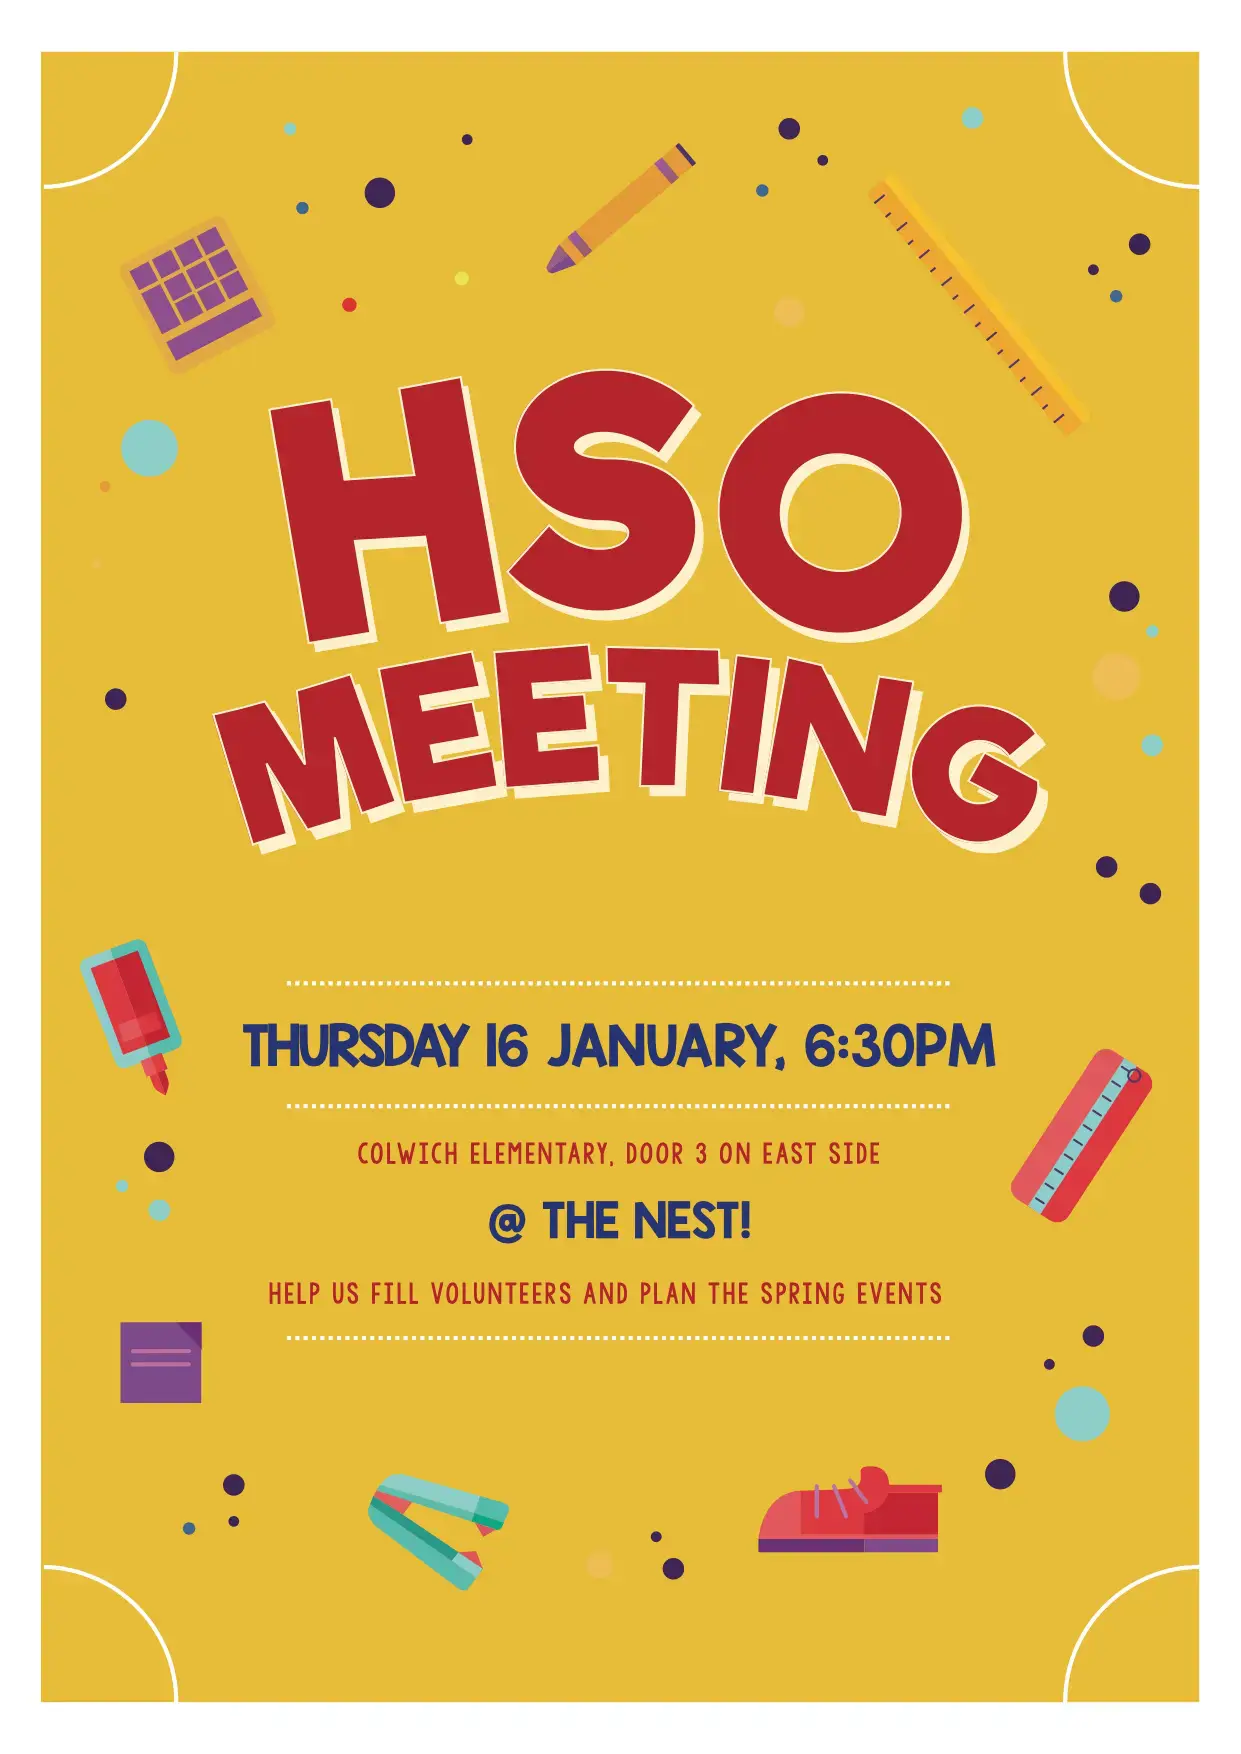 HSO
MEETING
THURSDAY 16 JANUARY, 6:30PM
COLWICH ELEMENTARY, DOOR 3 ON EAST SIDE
@ THE NEST!
HELP US FILL VOLUNTEERS AND PLAN THE SPRING EVENTS